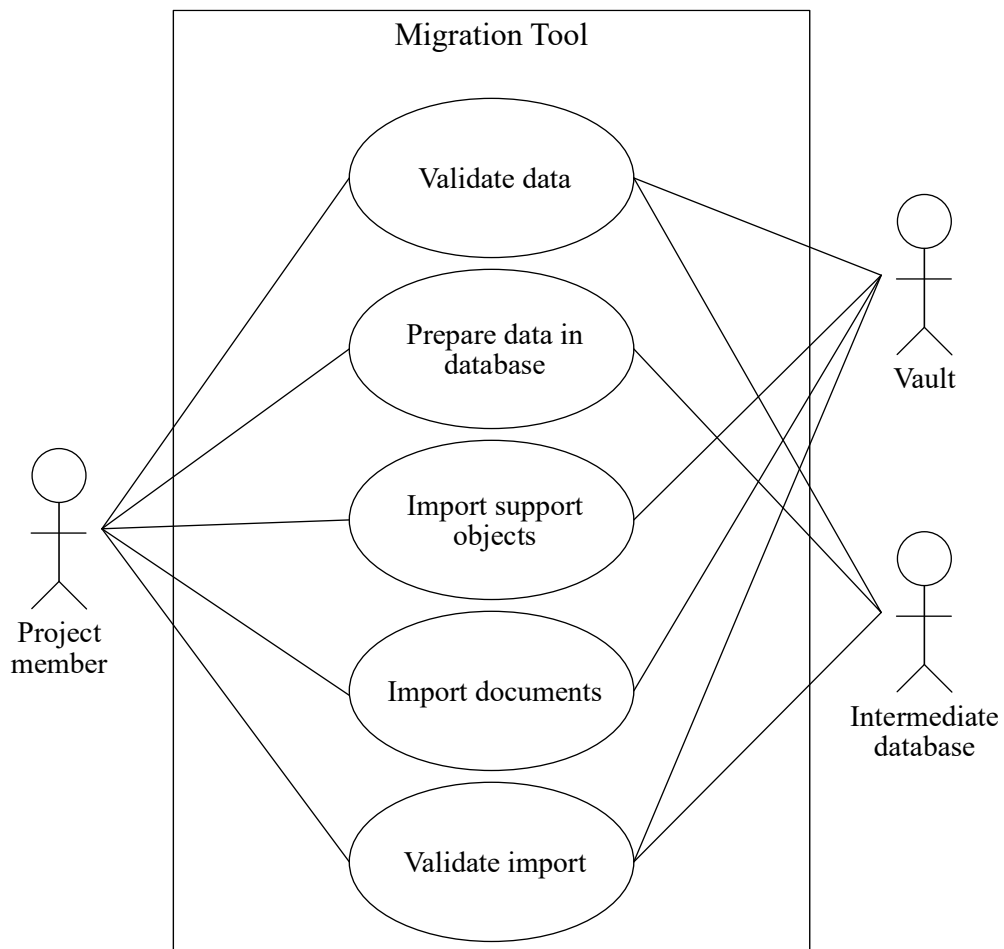 Migration Tool
Validate data
Prepare data in
database
Import support
objects
Import documents
Validate import
Project
member
Vault
Intermediate
database